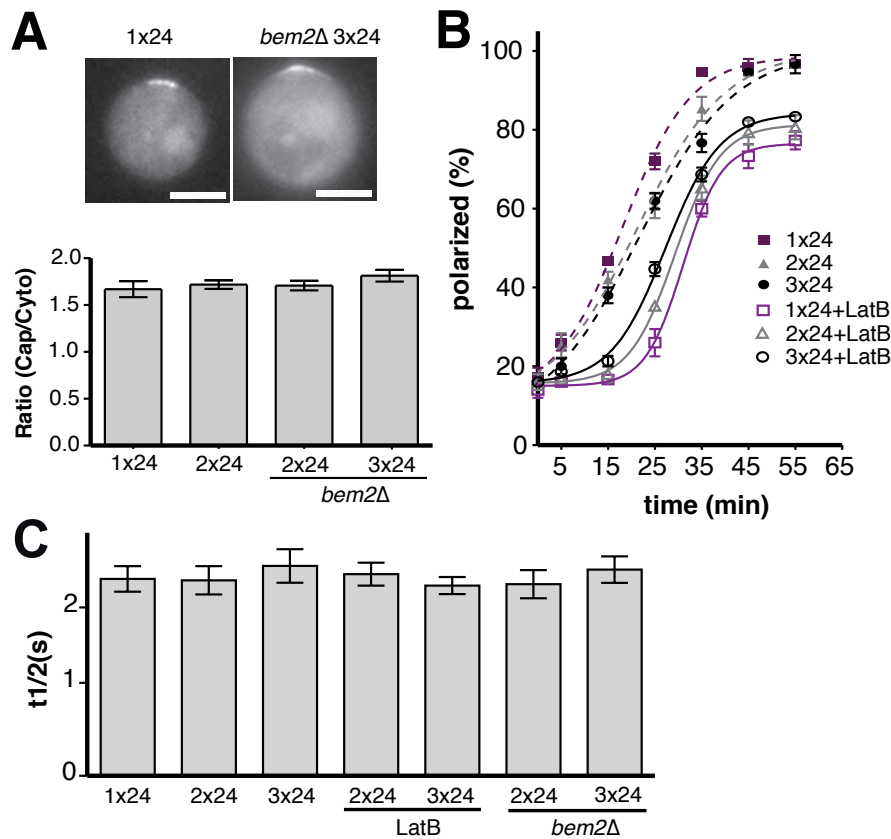 A
1x24 bem2Δ 3x24
Ratio (Cap/Cyto)
2.0
1.5
1.0
0.5
0.0
1x24 2x24 2x24 3x24
bem2Δ
B
polarized (%)
100
80
60
40
20
0
5 15 25 35 45 55 65
time (min)
1x24
2x24
3x24
1x24+LatB
2x24+LatB
3x24+LatB
C
t1/2(s)
2
1
0
1x24 2x24 3x24 2x24 3x24 2x24 3x24
LatB bem2Δ